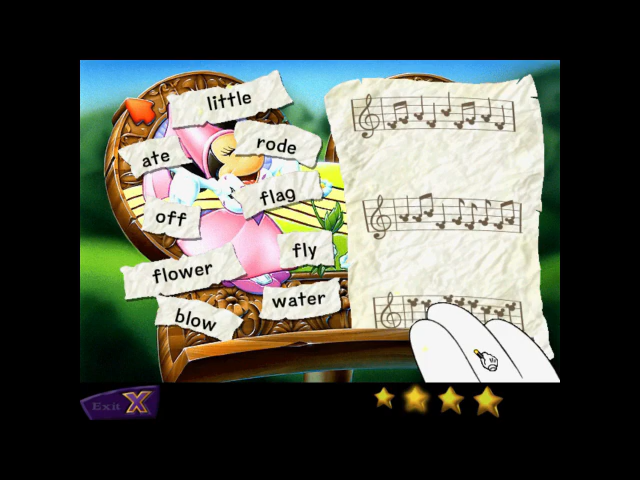 little
ate
rode
flag
off
fly
flower
water
blow
Exit X